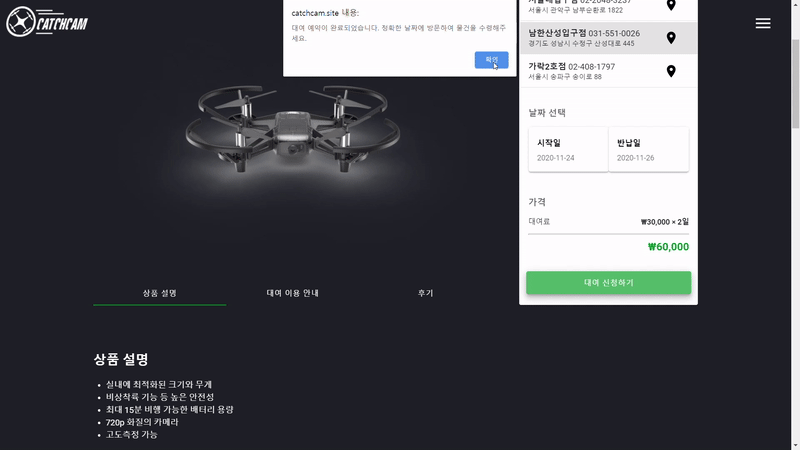 CATCHCAM
catchcam.site 내용:
대여 예약이 완료되었습니다. 정확한 날짜에 방문하여 물건을 수령해주
세요.
확인
02-2048-3237
서울시 관악구 남부순환로 1822
남한산성입구점 031-551-0026
경기도 성남시 수정구 산성대로 445
가락2호점 02-408-1797
서울시 송파구 송이로 88
날짜 선택
시작일
반납일
2020-11-24
2020-11-26
가격
대여료
₩30,000 × 2일
₩60,000
대여 신청하기
상품 설명
대여 이용 안내
후기
상품 설명
실내에 최적화된 크기와 무게
비상착륙 기능 등 높은 안전성
최대 15분 비행 가능한 배터리 용량
720p 화질의 카메라
고도측정 가능